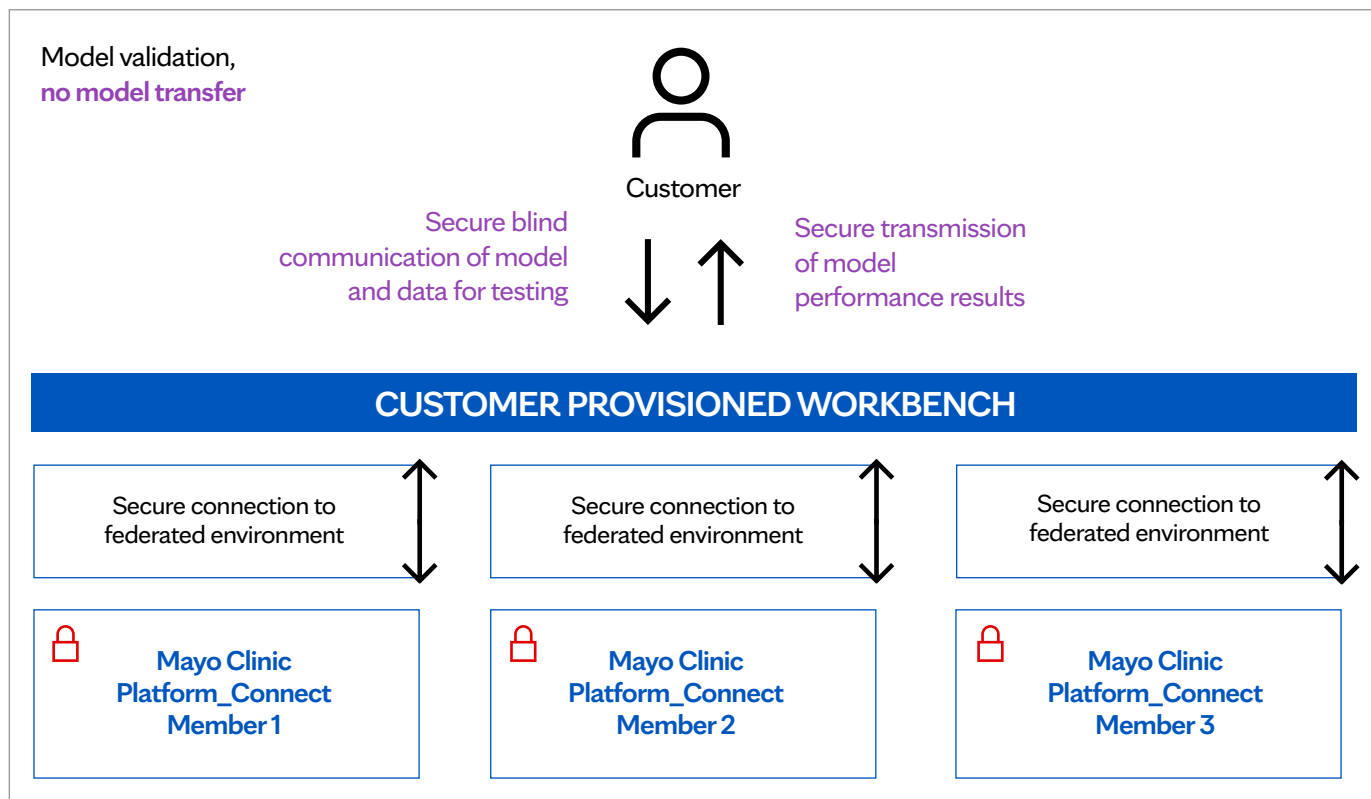 Model validation,
no model transfer
Customer
Secure blind
communication of model
and data for testing
Secure transmission
of model
performance results
CUSTOMER PROVISIONED WORKBENCH
Secure connection to
federated environment
Secure connection to
federated environment
Secure connection to
federated environment
Mayo Clinic
Platform_Connect
Member 1
Mayo Clinic
Platform_Connect
Member 2
Mayo Clinic
Platform_Connect
Member 3